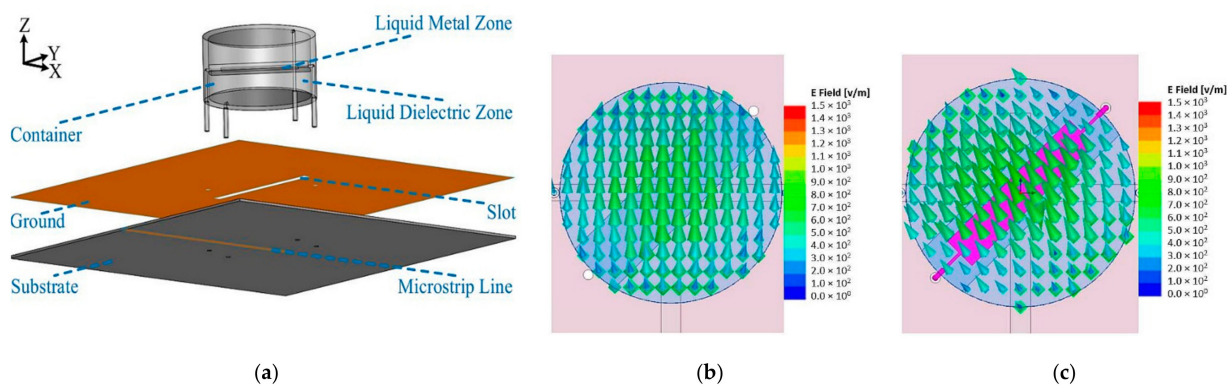 Z
Y
X
Liquid Metal Zone
Liquid Dielectric Zone
Container
Ground
Slot
Substrate
Microstrip Line
(a)
E Field [v/m]
1.5 × 10³
1.4 × 10³
1.3 × 10³
1.2 × 10³
1.1 × 10³
1.0 × 10³
9.0 × 10²
8.0 × 10²
7.0 × 10²
6.0 × 10²
5.0 × 10²
4.0 × 10²
3.0 × 10²
2.0 × 10²
1.0 × 10²
0.0 × 10⁰
(b)
E Field [v/m]
1.5 × 10³
1.4 × 10³
1.3 × 10³
1.2 × 10³
1.1 × 10³
1.0 × 10³
9.0 × 10²
8.0 × 10²
7.0 × 10²
6.0 × 10²
5.0 × 10²
4.0 × 10²
3.0 × 10²
2.0 × 10²
1.0 × 10²
0.0 × 10⁰
(c)